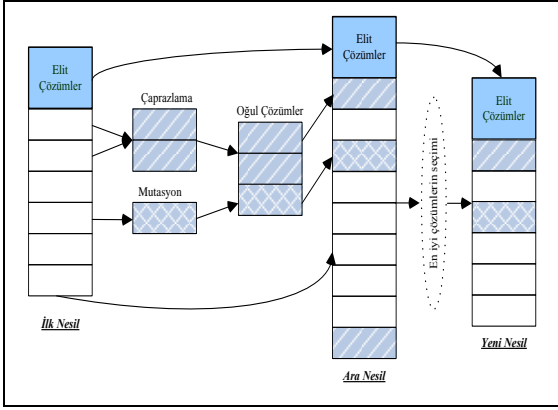 Elit
Çözümler
Elit
Çözümler
Elit
Çözümler
Çaprazlama
Oğul Çözümler
Mutasyon
En iyi çözümlerin seçimi
İlk Nesil
Ara Nesil
Yeni Nesil